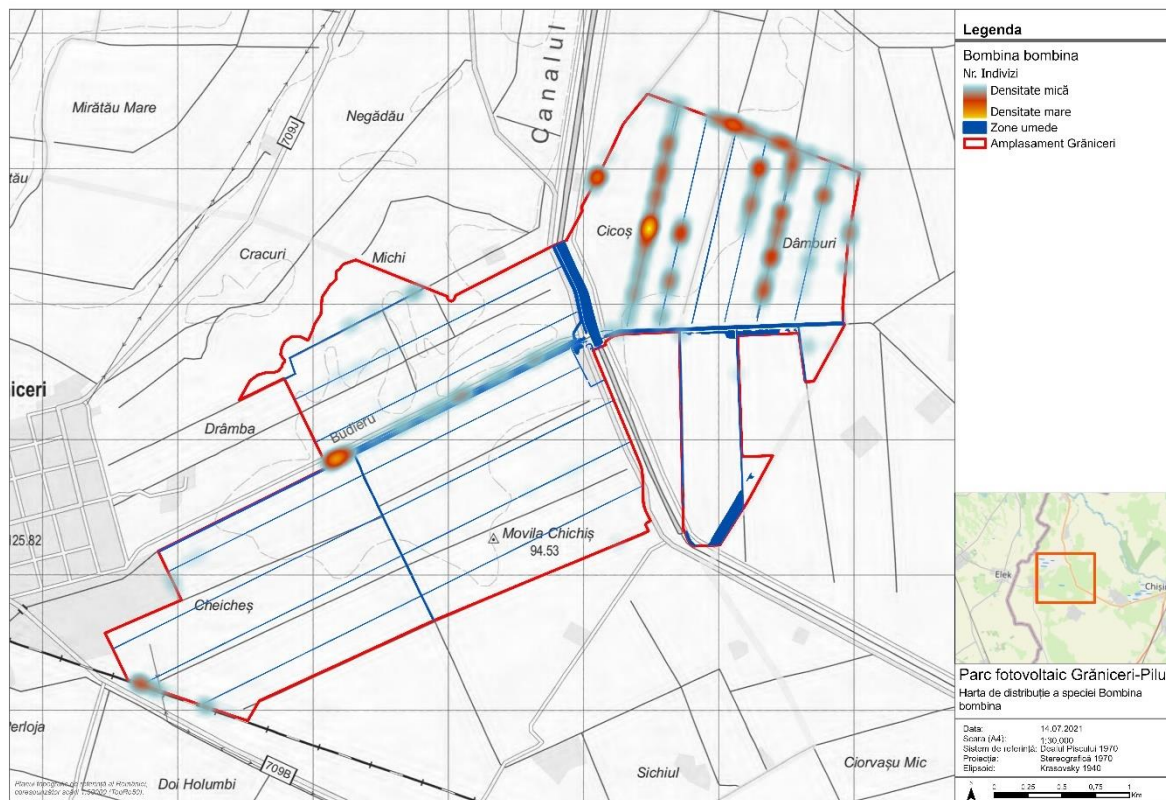 Mirătău Mare
Negădău
Canalul
709J
tău
Cracuri
Michi
Cicoș
Dâmburi
iceri
Drâmba
Budieru
Movila Chichiș
94.53
Cheicheș
Perloja
709B
Doi Holumbi
Sichiul
Ciorvașu Mic
Legenda
Bombina bombina
Nr. Indivizi
Densitate mică
Densitate mare
Zone umede
Amplasament Grăniceri
Elek
Chișin
Parc fotovoltaic Grăniceri-Pilu
Harta de distribuție a speciei Bombina
bombina
Data: 14.07.2021
Scara (A4): 1:30,000
Sistem de referință: Dealul Piscului 1970
Proiecție: Stereografică 1970
Elipsoid: Krasovsky 1940
0 0,25 0,5 0,75 1
Km